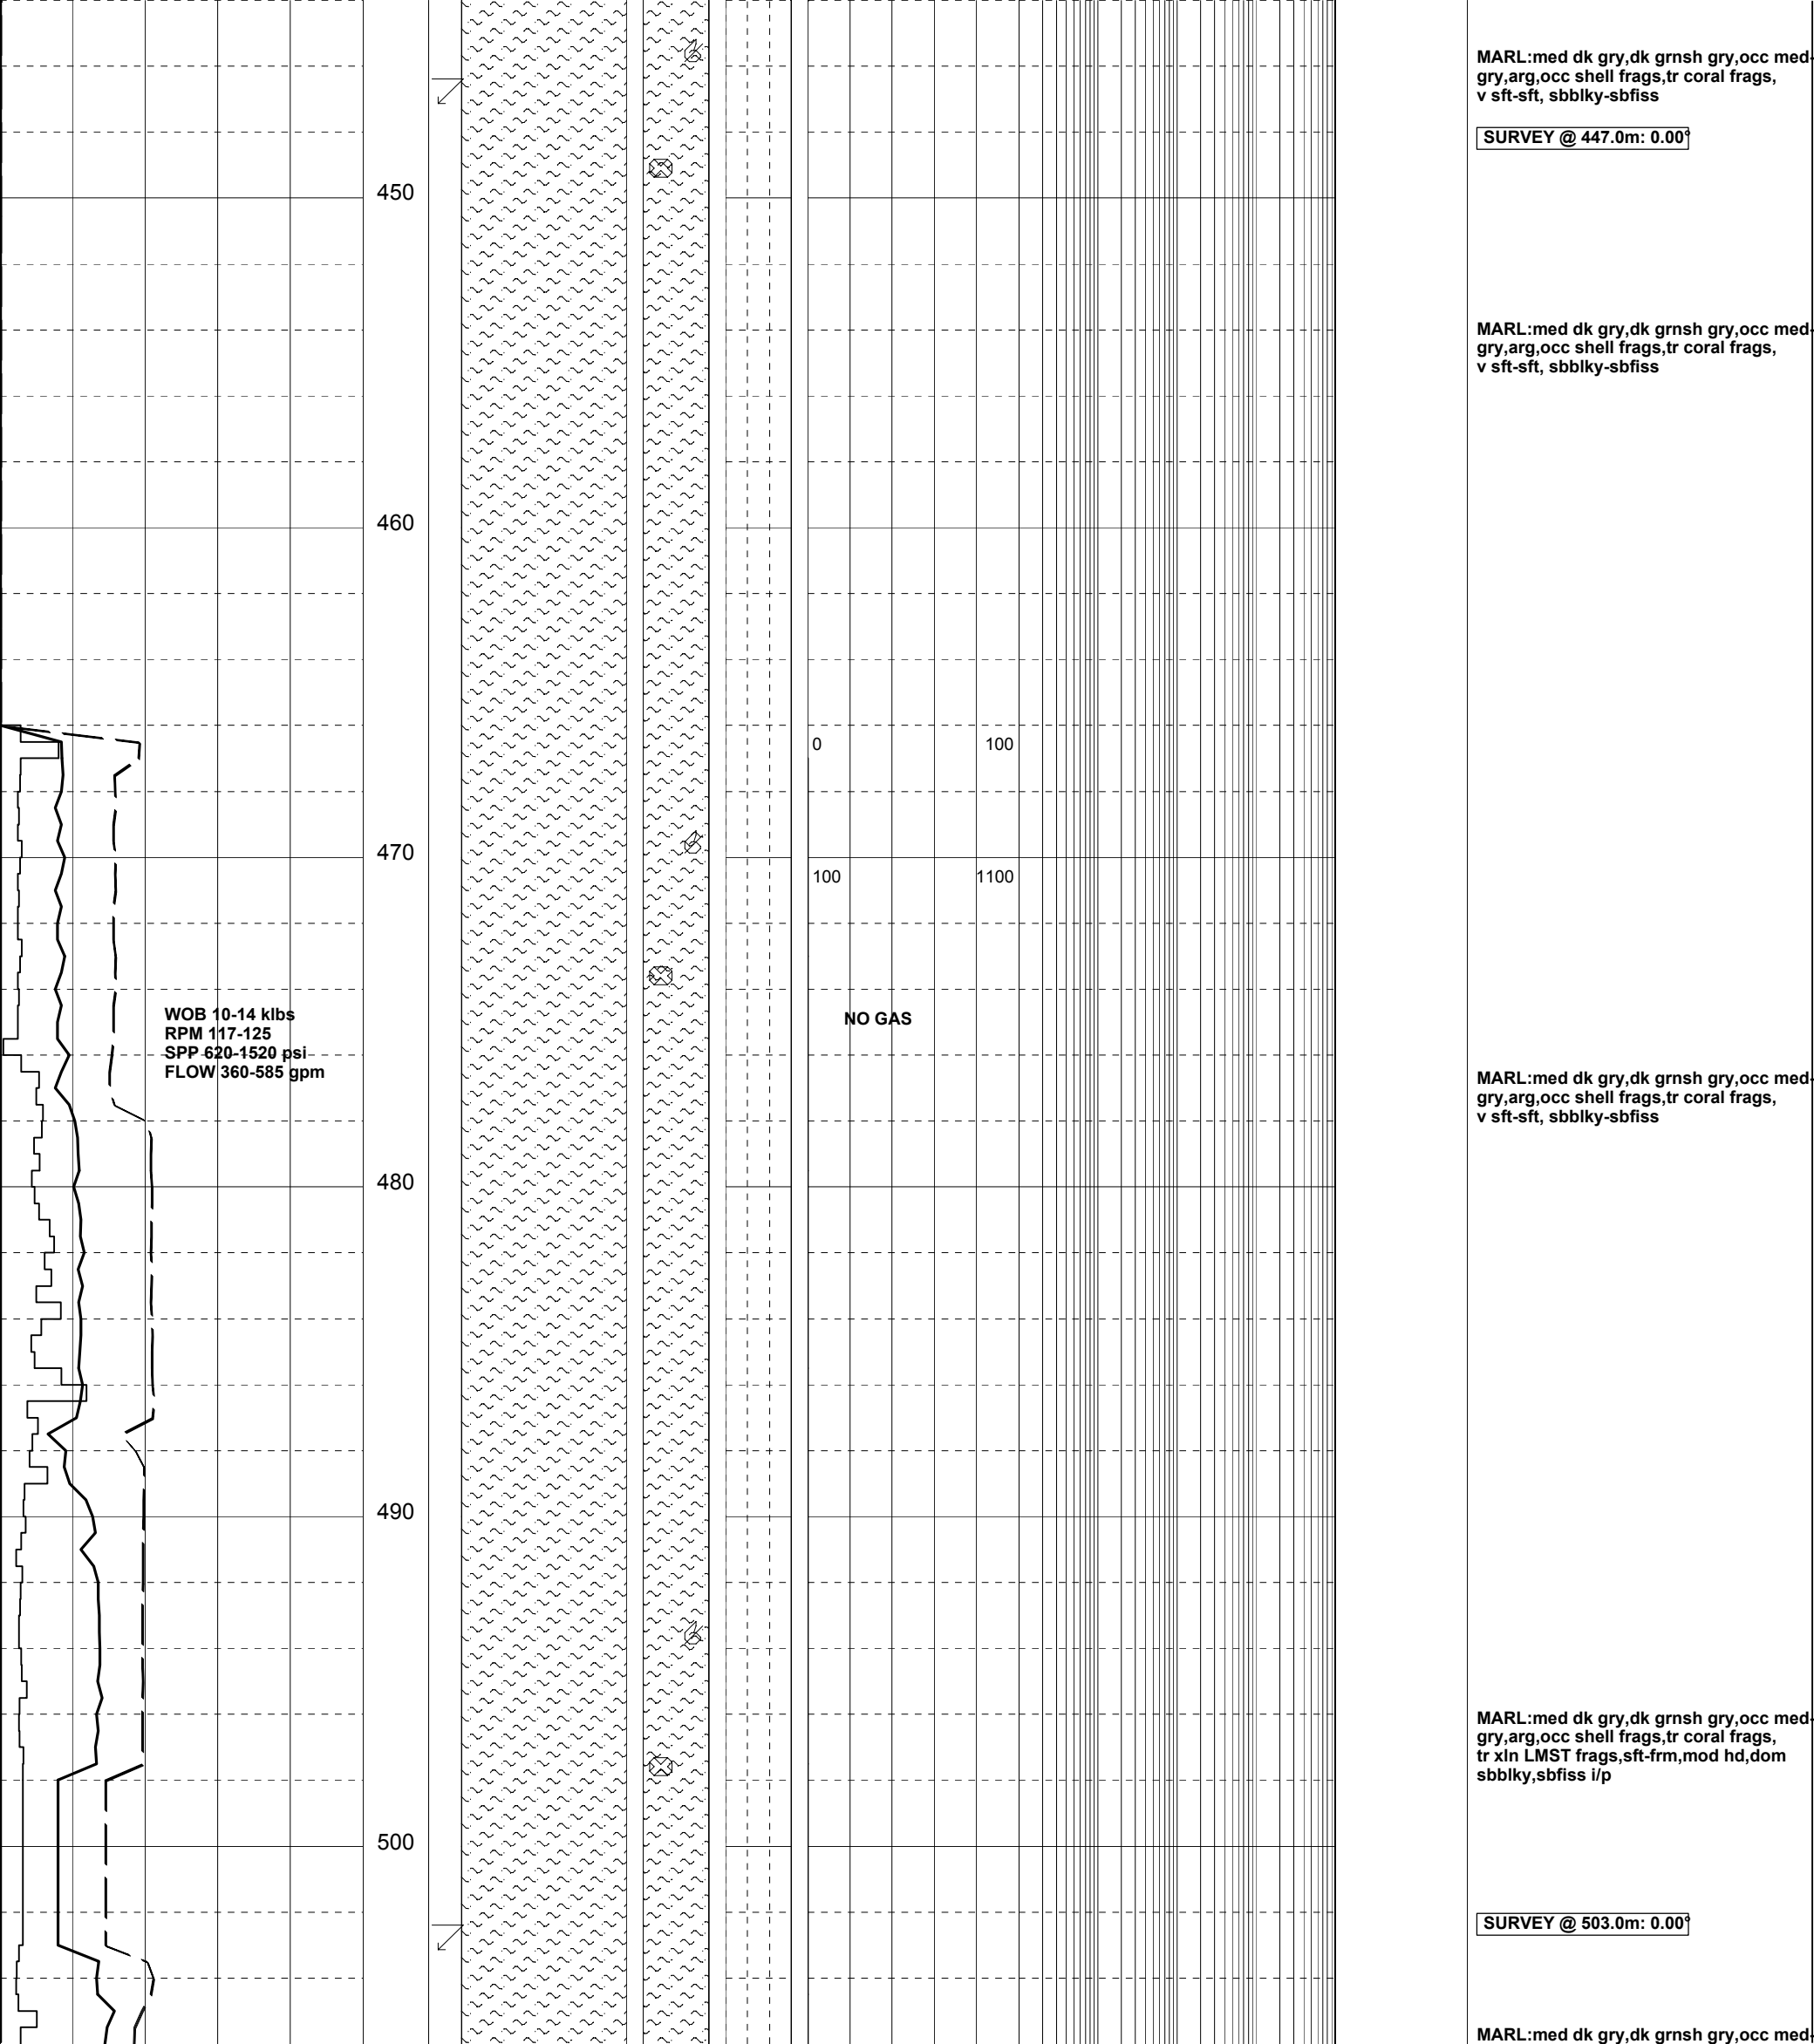 MARL:med dk gry,dk grnsh gry,occ med-
gry,arg,occ shell frags,tr coral frags,
v sft-sft, sbblky-sbfiss
SURVEY @ 447.0m: 0.00°
450
MARL:med dk gry,dk grnsh gry,occ med-
gry,arg,occ shell frags,tr coral frags,
v sft-sft, sbblky-sbfiss
460
0 100
470
100 1100
WOB 10-14 klbs
RPM 117-125
SPP 620-1520 psi
FLOW 360-585 gpm
NO GAS
MARL:med dk gry,dk grnsh gry,occ med-
gry,arg,occ shell frags,tr coral frags,
v sft-sft, sbblky-sbfiss
480
490
MARL:med dk gry,dk grnsh gry,occ med-
gry,arg,occ shell frags,tr coral frags,
tr xln LMST frags,sft-frm,mod hd,dom
sbblky,sbfiss i/p
500
SURVEY @ 503.0m: 0.00°
MARL:med dk gry,dk grnsh gry,occ med-